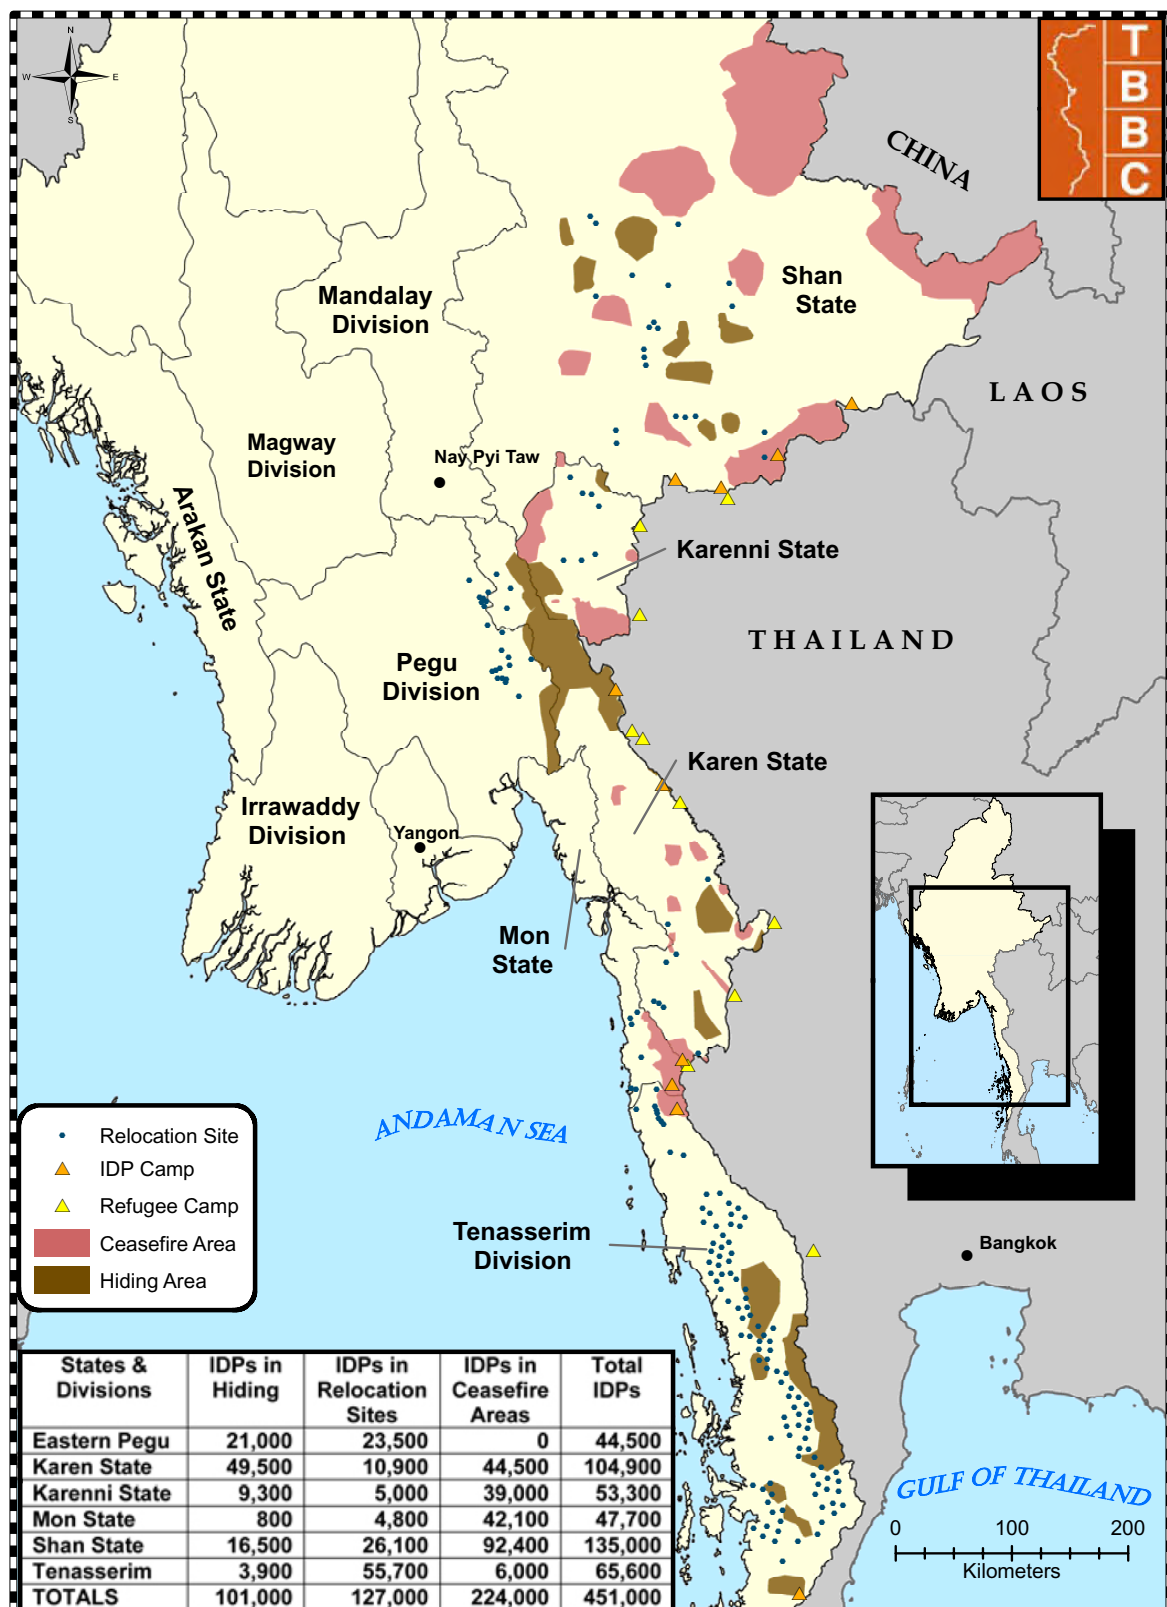 N
W
E
S
T
B
B
C
CHINA
Shan
State
Mandalay
Division
LAOS
Magway
Division
Nay Pyi Taw
Arakan State
Karenni State
THAILAND
Pegu
Division
Karen State
Irrawaddy
Division
Yangon
Mon
State
ANDAMAN SEA
Relocation Site
IDP Camp
Refugee Camp
Ceasefire Area
Hiding Area
Tenasserim
Division
Bangkok
GULF OF THAILAND
0 100 200
Kilometers
States & Divisions | IDPs in Hiding | IDPs in Relocation Sites | IDPs in Ceasefire Areas | Total IDPs
Eastern Pegu 21,000 23,500 0 44,500
Karen State 49,500 10,900 44,500 104,900
Karenni State 9,300 5,000 39,000 53,300
Mon State 800 4,800 42,100 47,700
Shan State 16,500 26,100 92,400 135,000
Tenasserim 3,900 55,700 6,000 65,600
TOTALS 101,000 127,000 224,000 451,000